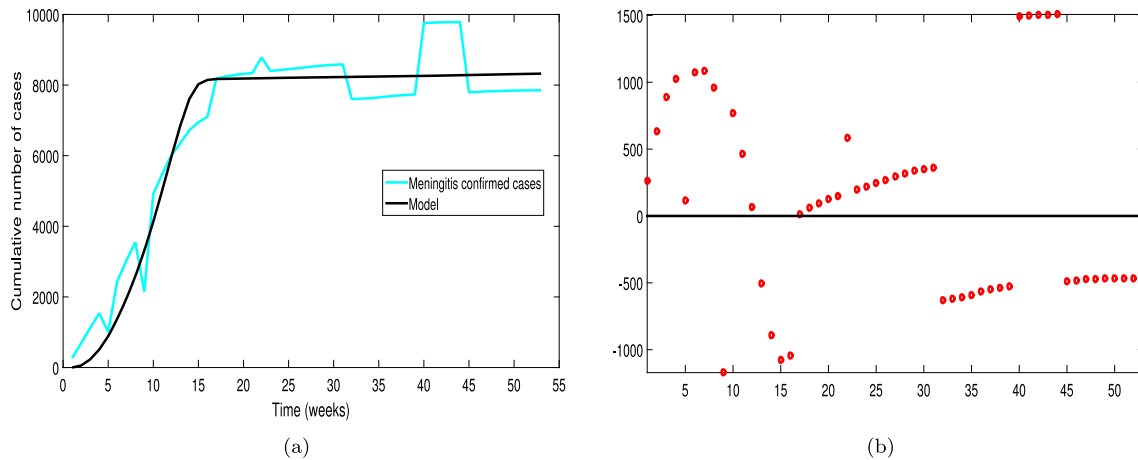 10000
8000
6000
4000
2000
0
Cumulative number of cases
0 5 10 15 20 25 30 35 40 45 50 55
Time (weeks)
Meningitis confirmed cases
Model
(a)
1500
1000
500
0
-500
-1000
5 10 15 20 25 30 35 40 45 50
(b)